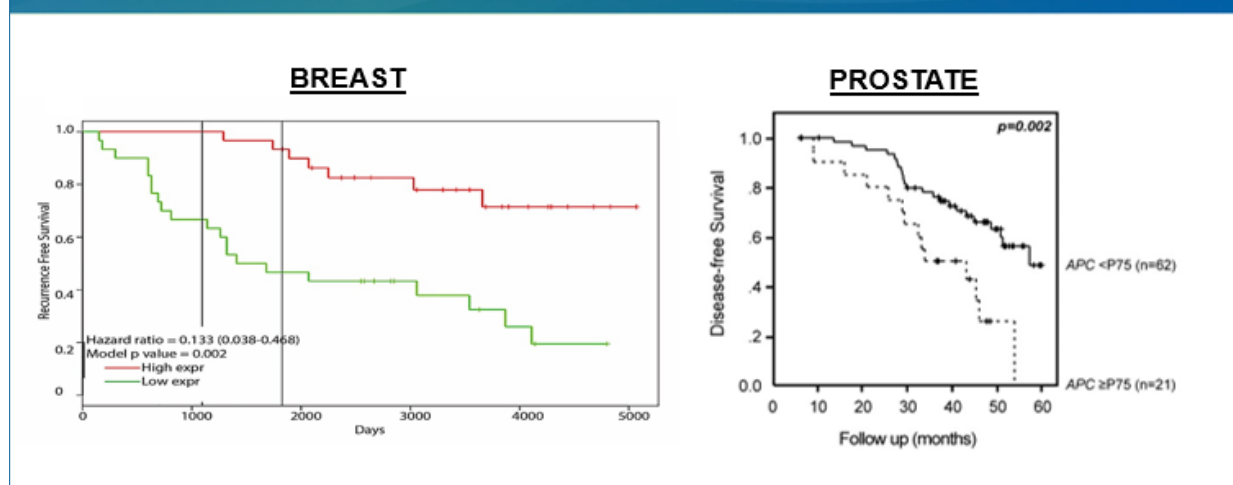 BREAST
1.0
0.8
0.6
0.4
0.2
0
Recurrence Free Survival
Hazard ratio = 0.133 (0.038-0.468)
Model p value = 0.002
High expr
Low expr
0 1000 2000 3000 4000 5000
Days
PROSTATE
p=0.002
1.0
.8
.6
.4
.2
0.0
Disease-free Survival
APC <P75 (n=62)
APC ≥P75 (n=21)
0 10 20 30 40 50 60
Follow up (months)